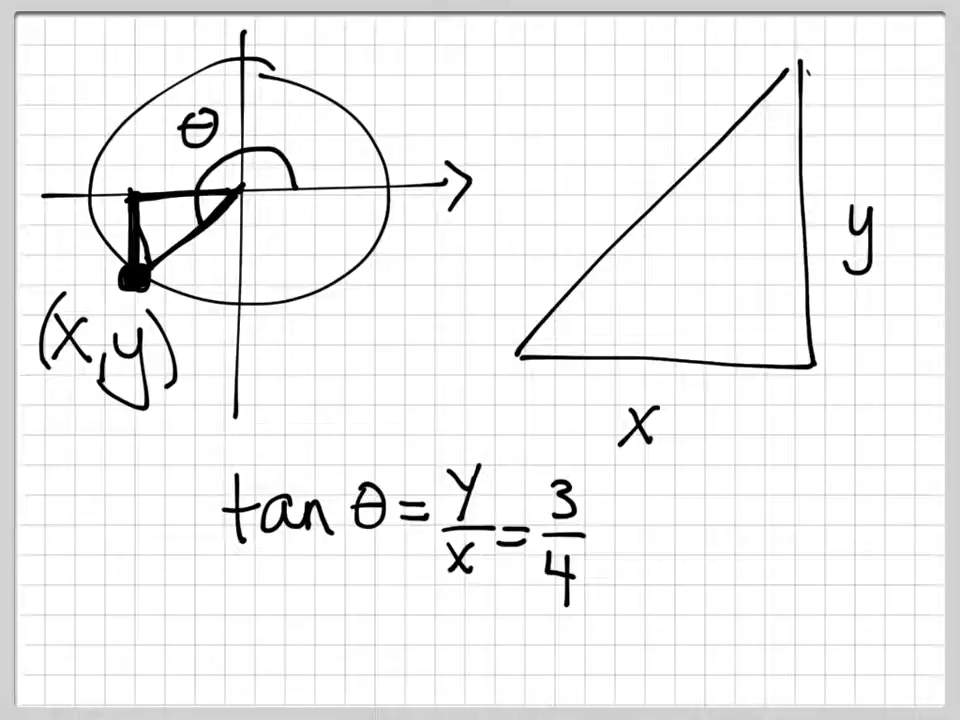 θ
(x,y)
y
x
tan θ = y/x = 3/4